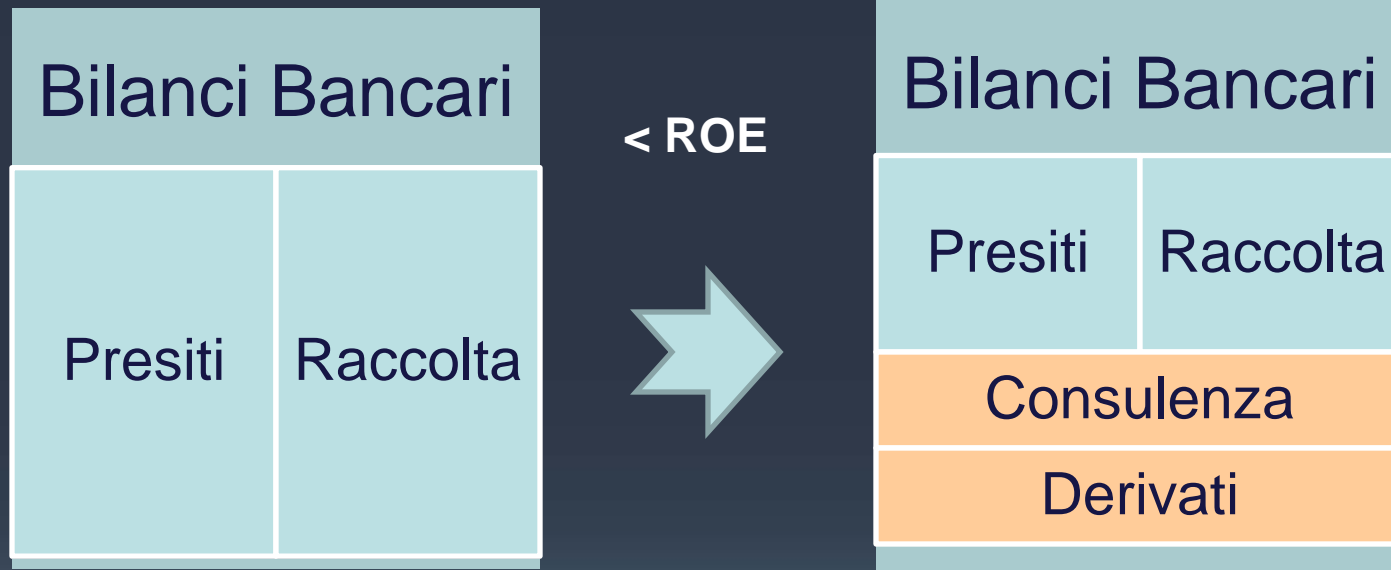 Bilanci Bancari
Presiti
Raccolta
< ROE
Bilanci Bancari
Presiti
Raccolta
Consulenza
Derivati